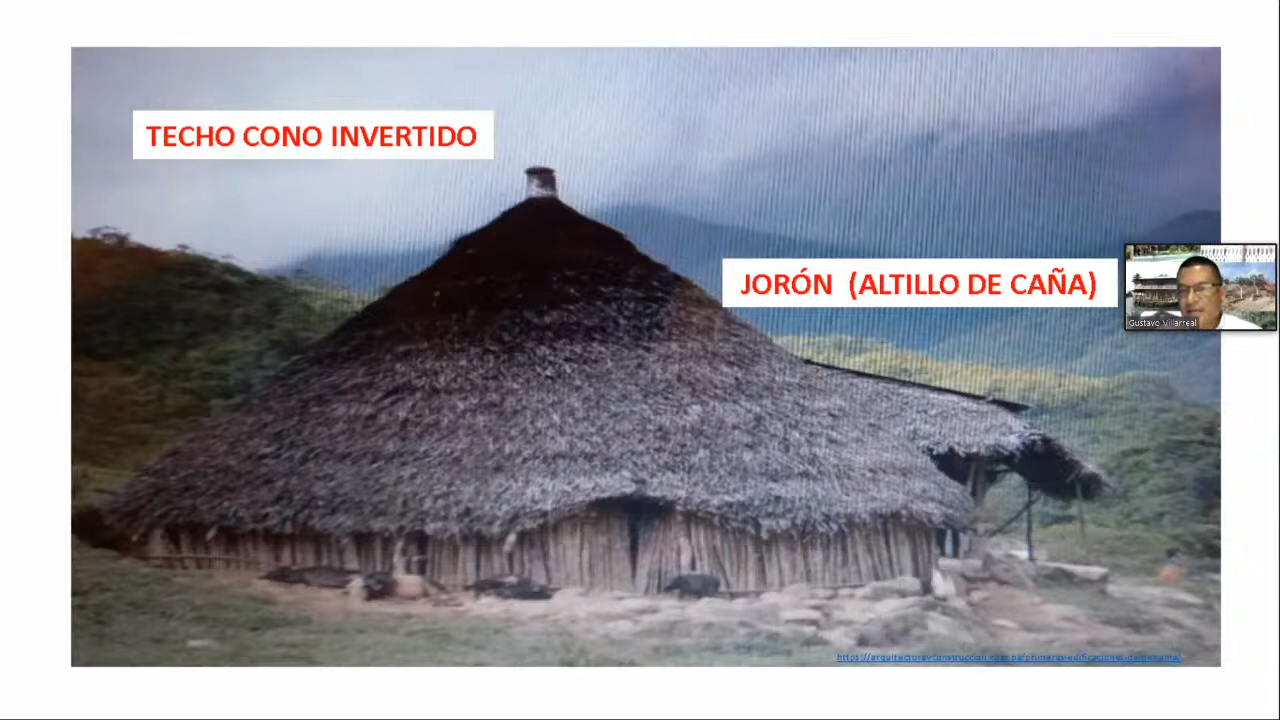 TECHO CONO INVERTIDO
JORÓN (ALTILLO DE CAÑA)
Gustavo Villarreal